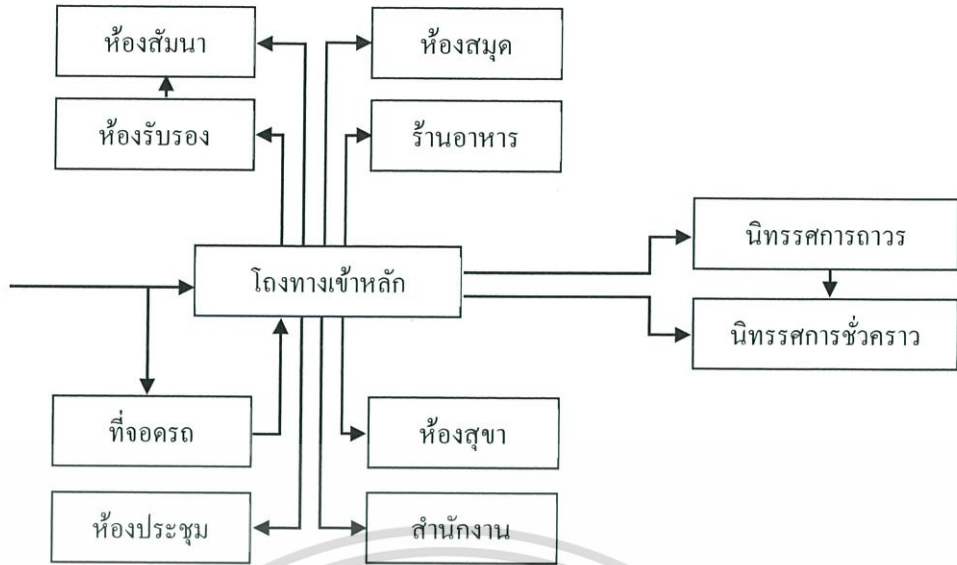 ห้องสัมนา
ห้องสมุด
ห้องรับรอง
ร้านอาหาร
นิทรรศการถาวร
โถงทางเข้าหลัก
นิทรรศการชั่วคราว
ที่จอดรถ
ห้องสุขา
ห้องประชุม
สำนักงาน